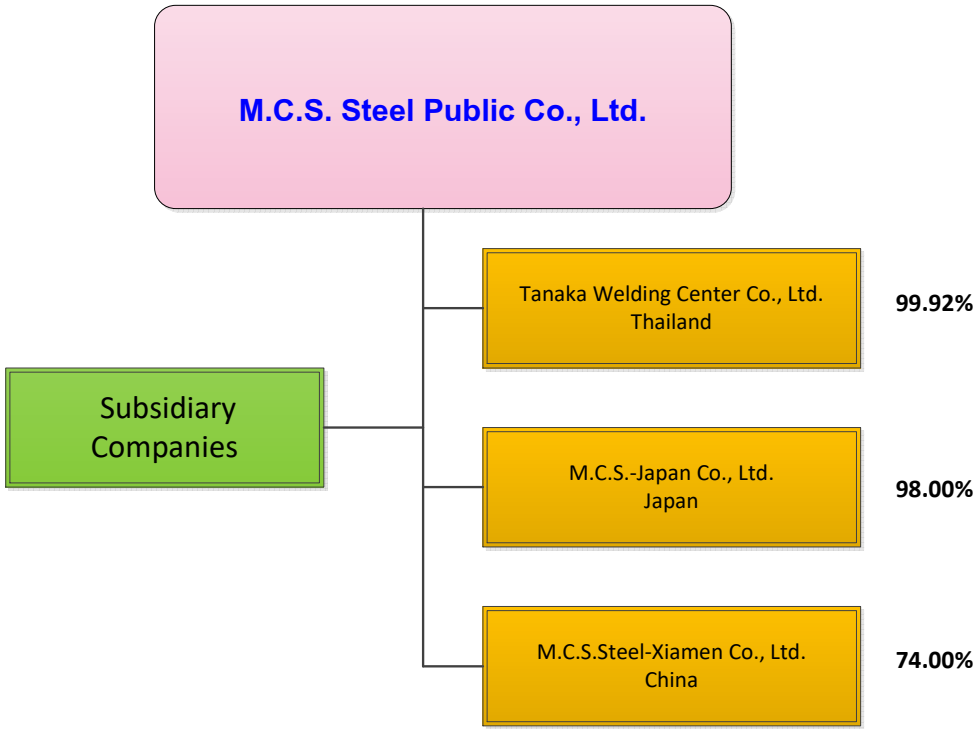 M.C.S. Steel Public Co., Ltd.
Tanaka Welding Center Co., Ltd.
Thailand
99.92%
Subsidiary
Companies
M.C.S.-Japan Co., Ltd.
Japan
98.00%
M.C.S.Steel-Xiamen Co., Ltd.
China
74.00%